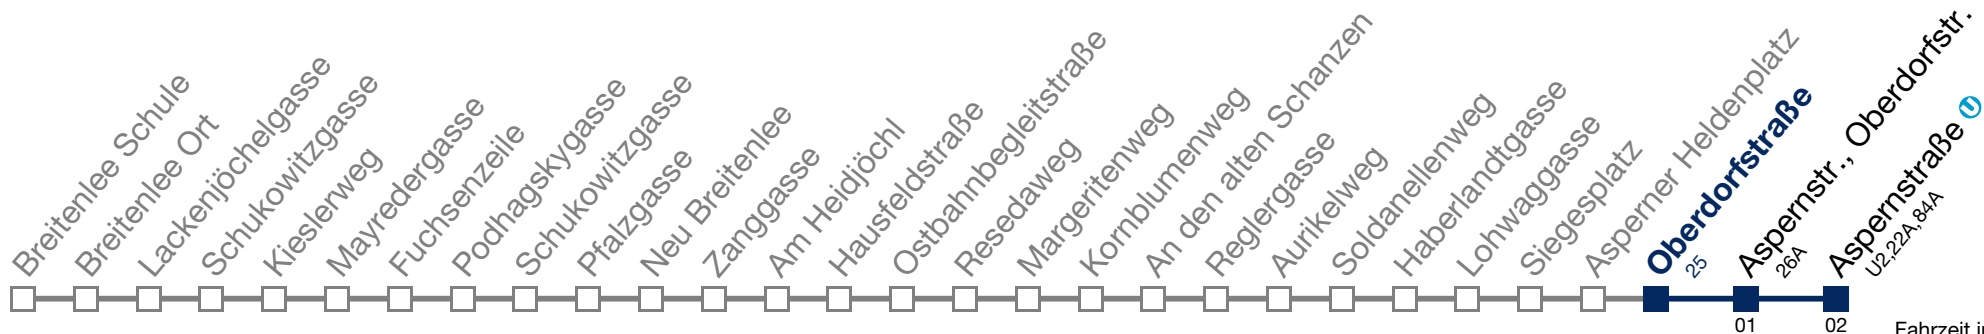 Breitenlee Schule
Breitenlee Ort
Lackenjöchelgasse
Schukowitzgasse
Kieslerweg
Mayredergasse
Fuchsenzeile
Podhagskygasse
Schukowitzgasse
Pfalzgasse
Neu Breitenlee
Zanggasse
Am Heidjöchl
Hausfeldstraße
Ostbahnbegleitstraße
Resedaweg
Margeritenweg
Kornblumenweg
An den alten Schanzen
Reglergasse
Aurikelweg
Soldanellenweg
Haberlandtgasse
Lohwaggasse
Siegesplatz
Asperner Heldenplatz
Oberdorfstraße
25
Aspernstr., Oberdorfstr.
26A
Aspernstraße U
U2,22A,84A
01
02
Fahrzeit i